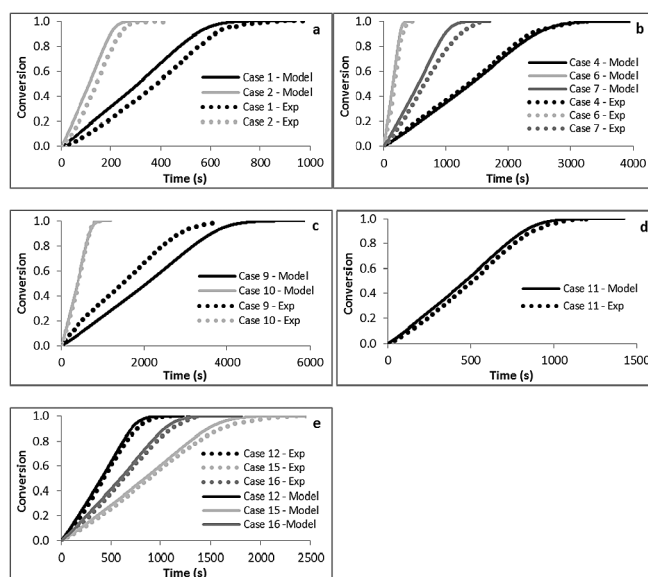 a
Conversion
1.0
0.8
0.6
0.4
0.2
0.0
Case 1 - Model
Case 2 - Model
Case 1 - Exp
Case 2 - Exp
0 200 400 600 800 1000
Time (s)
b
1.0
0.8
0.6
0.4
0.2
0.0
Case 4 - Model
Case 6 - Model
Case 7 - Model
Case 4 - Exp
Case 6 - Exp
Case 7 - Exp
0 1000 2000 3000 4000
Time (s)
c
Conversion
1.0
0.8
0.6
0.4
0.2
0.0
Case 9 - Model
Case 10 - Model
Case 9 - Exp
Case 10 - Exp
0 2000 4000 6000
Time (s)
d
Conversion
1.0
0.8
0.6
0.4
0.2
0.0
Case 11 - Model
Case 11 - Exp
0 500 1000 1500
Time (s)
e
Conversion
1.0
0.8
0.6
0.4
0.2
0.0
Case 12 - Exp
Case 15 - Exp
Case 16 - Exp
Case 12 - Model
Case 15 - Model
Case 16 -Model
0 500 1000 1500 2000 2500
Time (s)